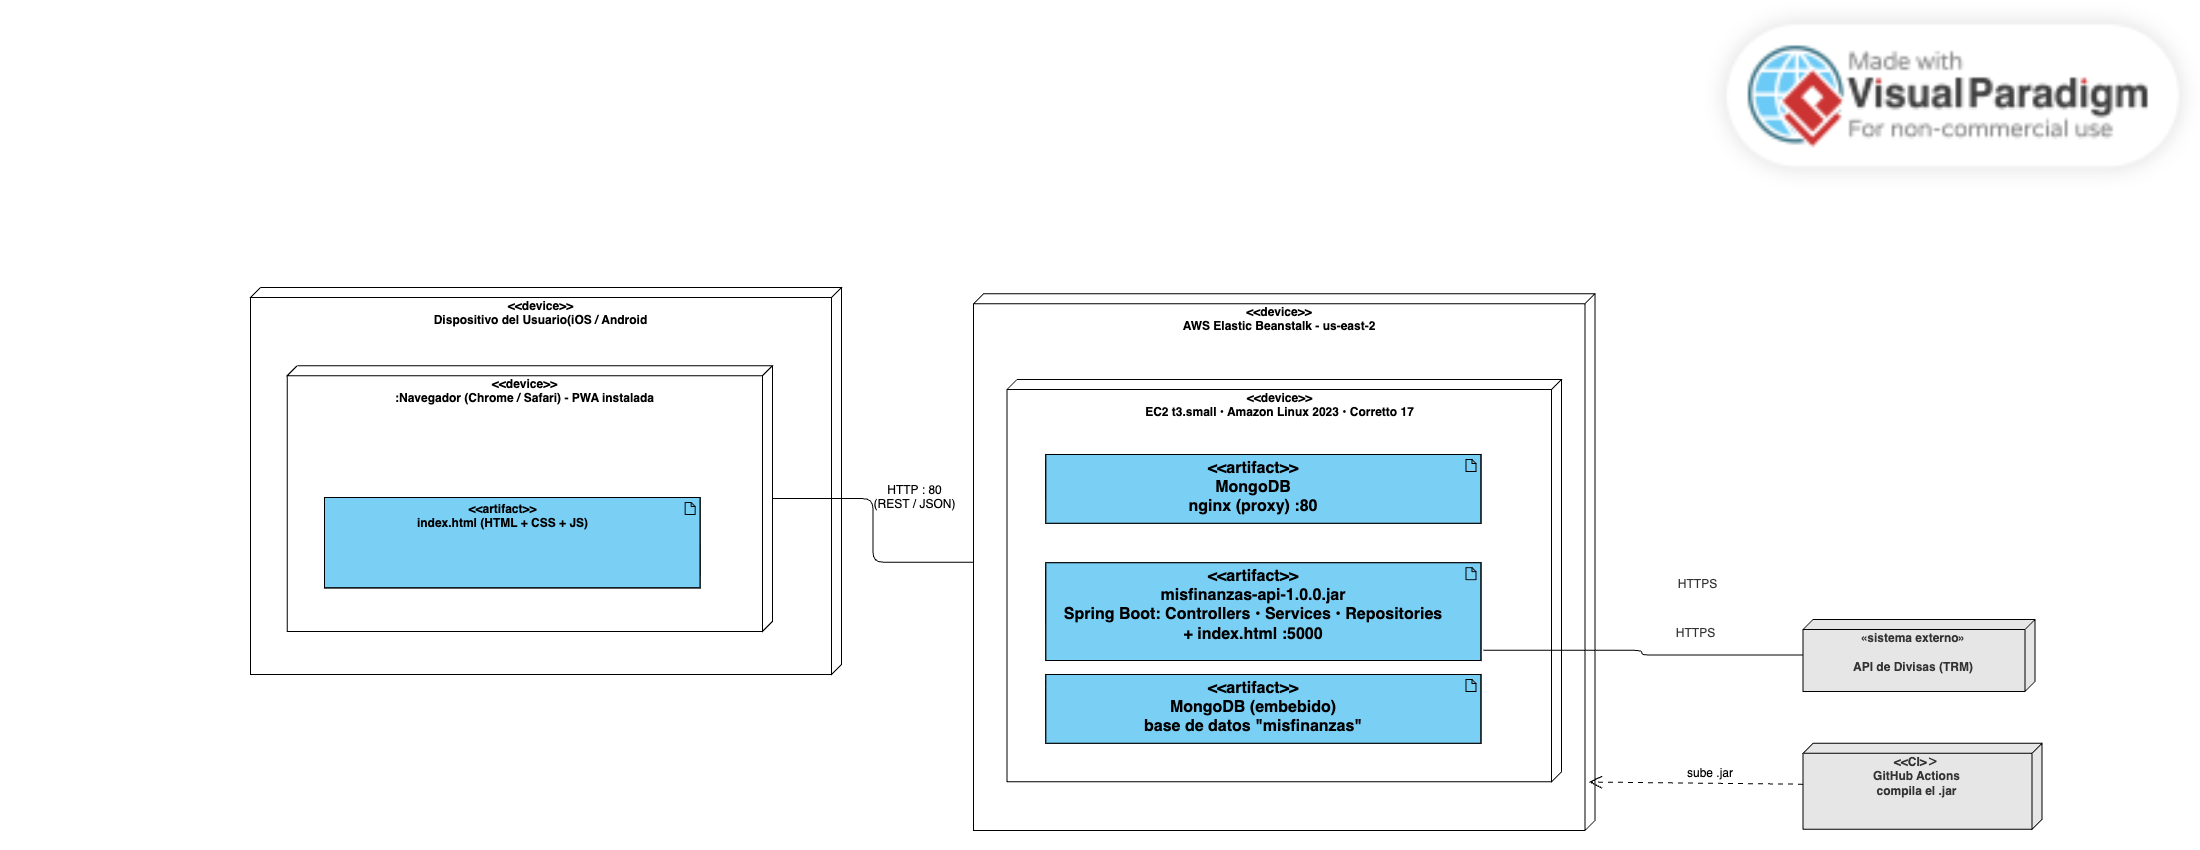 Made with
Visual Paradigm
For non-commercial use
<<device>>
Dispositivo del Usuario(iOS / Android
<<device>>
:Navegador (Chrome / Safari) - PWA instalada
<<artifact>>
index.html (HTML + CSS + JS)
HTTP : 80
(REST / JSON)
<<device>>
AWS Elastic Beanstalk - us-east-2
<<device>>
EC2 t3.small • Amazon Linux 2023 • Corretto 17
<<artifact>>
MongoDB
nginx (proxy) :80
<<artifact>>
misfinanzas-api-1.0.0.jar
Spring Boot: Controllers • Services • Repositories
+ index.html :5000
<<artifact>>
MongoDB (embebido)
base de datos "misfinanzas"
HTTPS
HTTPS
«sistema externo»
API de Divisas (TRM)
sube .jar
<<CI>>
GitHub Actions
compila el .jar